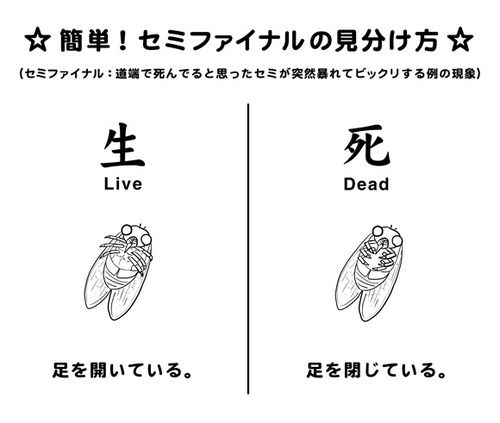 ☆ 簡単！セミファイナルの見分け方 ☆
（セミファイナル：道端で死んでると思ったセミが突然暴れてビックリする例の現象）
生
Live
足を開いている。
死
Dead
足を閉じている。